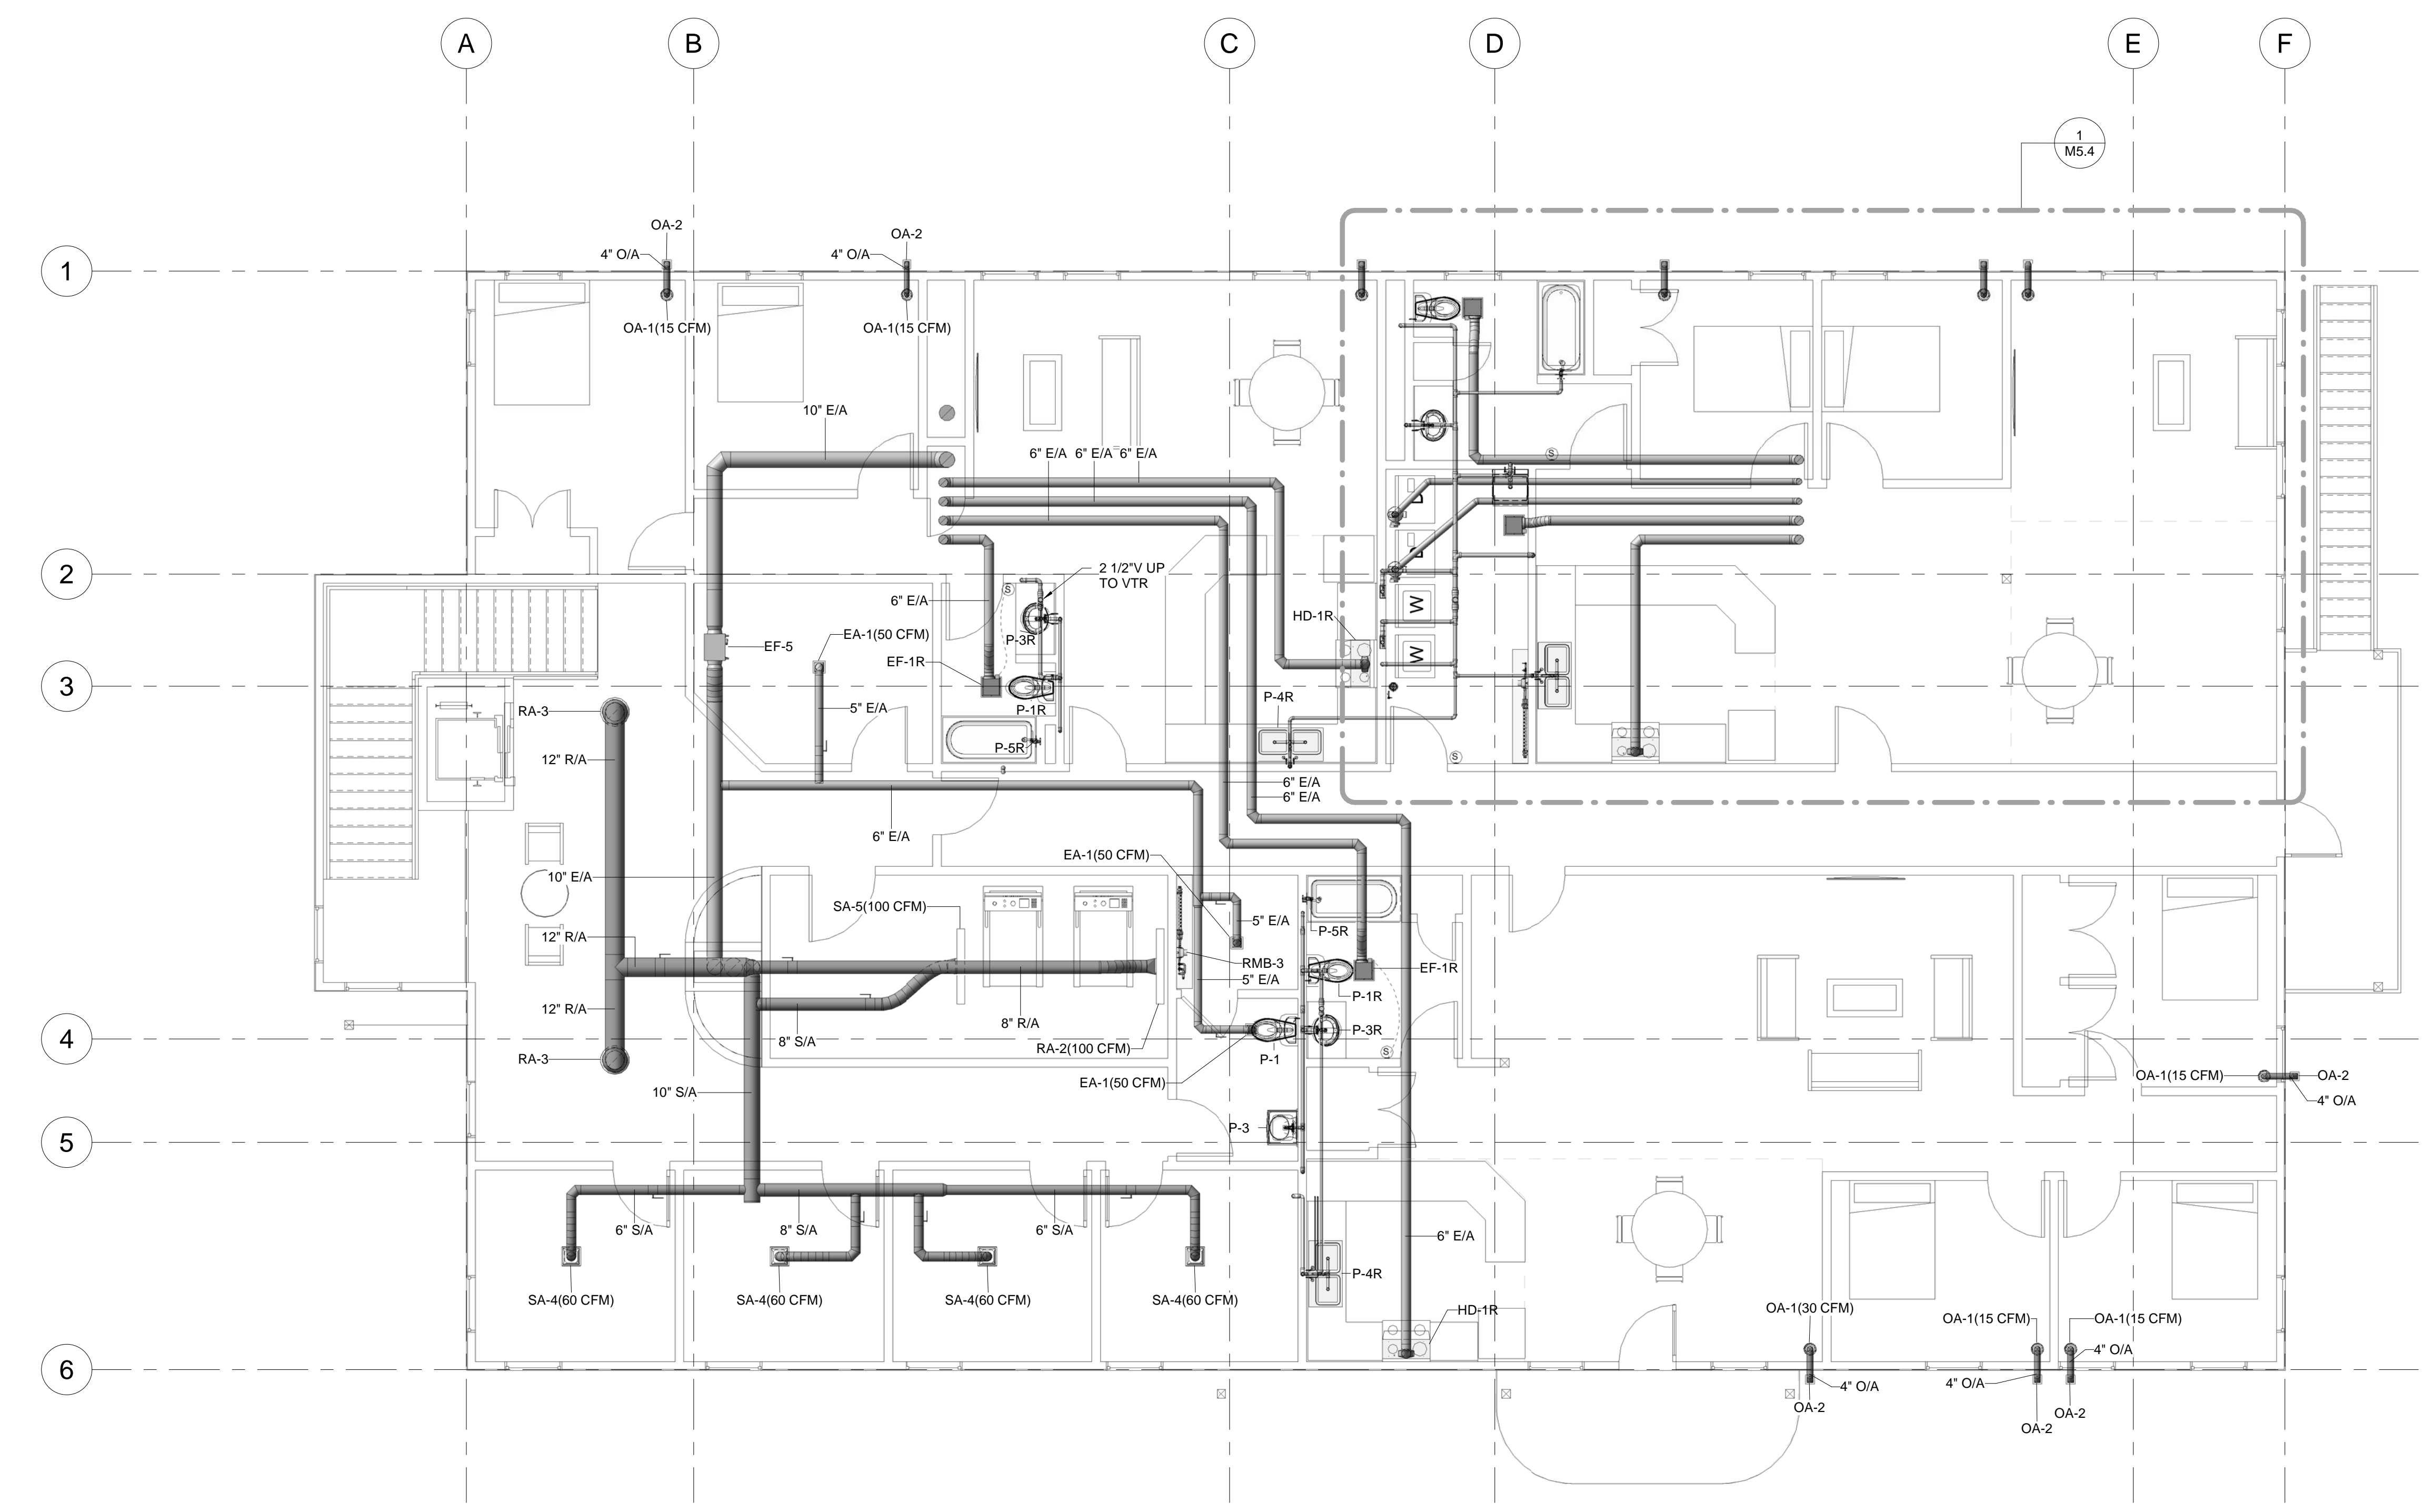 A
B
C
D
E
F
1
M5.4
OA-2
OA-2
4" O/A
4" O/A
1
OA-1(15 CFM)
OA-1(15 CFM)
10" E/A
6" E/A
6" E/A
6" E/A
S
D
D
2
2 1/2"V UP
TO VTR
S
6" E/A
W
HD-1R
EA-1(50 CFM)
P-3R
EF-5
EF-1R
W
3
P-4R
RA-3
5" E/A
P-1R
P-5R
S
12" R/A
6" E/A
6" E/A
6" E/A
EA-1(50 CFM)
10" E/A
SA-5(100 CFM)
5" E/A
P-5R
12" R/A
RMB-3
EF-1R
5" E/A
P-1R
12" R/A
8" R/A
P-3R
4
8" S/A
RA-2(100 CFM)
S
RA-3
P-1
EA-1(50 CFM)
OA-1(15 CFM)
OA-2
10" S/A
4" O/A
P-3
5
6" S/A
8" S/A
6" S/A
6" E/A
P-4R
SA-4(60 CFM)
SA-4(60 CFM)
SA-4(60 CFM)
SA-4(60 CFM)
HD-1R
OA-1(30 CFM)
OA-1(15 CFM)
OA-1(15 CFM)
4" O/A
6
4" O/A
4" O/A
OA-2
OA-2
OA-2